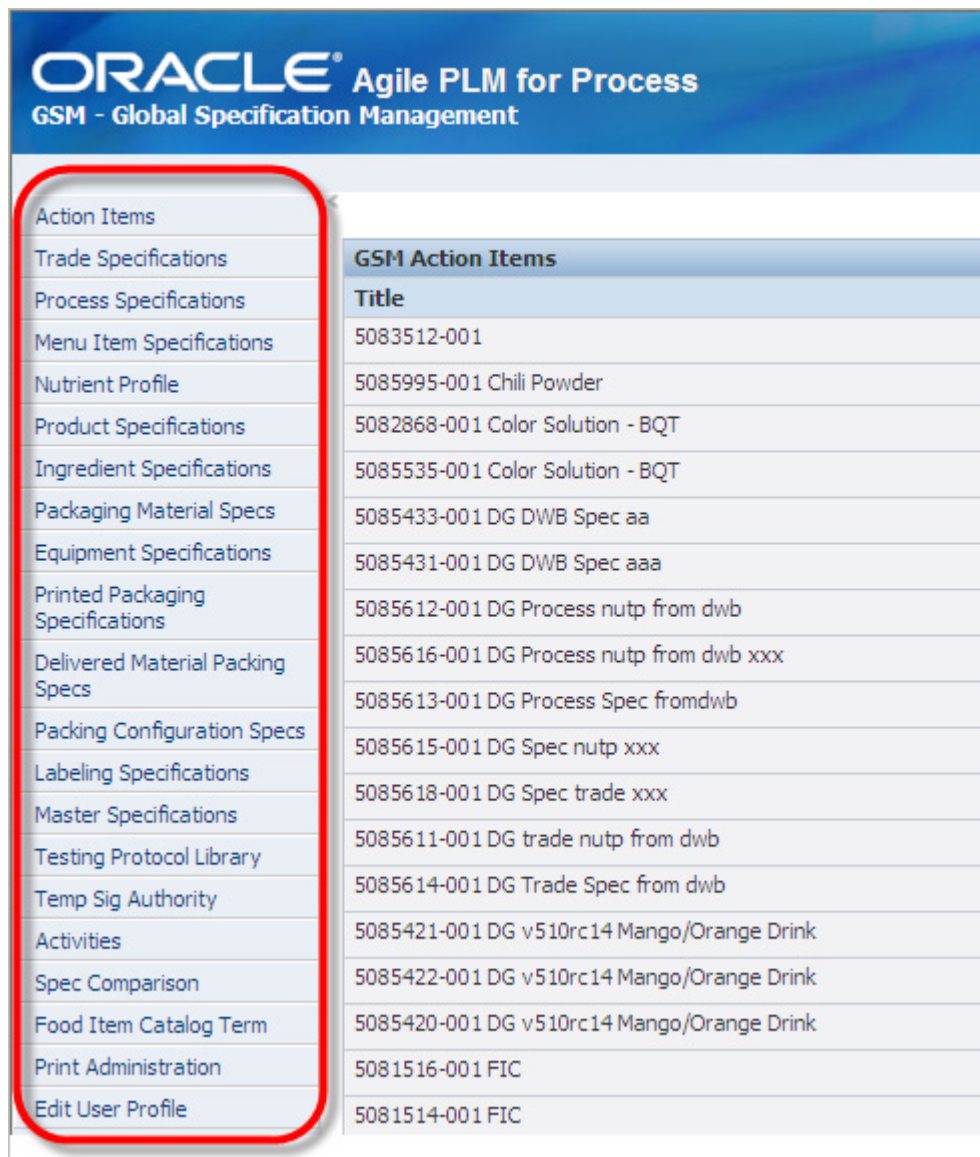 ORACLE® Agile PLM for Process
GSM - Global Specification Management
Action Items
Trade Specifications
Process Specifications
Menu Item Specifications
Nutrient Profile
Product Specifications
Ingredient Specifications
Packaging Material Specs
Equipment Specifications
Printed Packaging
Specifications
Delivered Material Packing
Specs
Packing Configuration Specs
Labeling Specifications
Master Specifications
Testing Protocol Library
Temp Sig Authority
Activities
Spec Comparison
Food Item Catalog Term
Print Administration
Edit User Profile
<
GSM Action Items
Title
5083512-001
5085995-001 Chili Powder
5082868-001 Color Solution - BQT
5085535-001 Color Solution - BQT
5085433-001 DG DWB Spec aa
5085431-001 DG DWB Spec aaa
5085612-001 DG Process nutp from dwb
5085616-001 DG Process nutp from dwb xxx
5085613-001 DG Process Spec fromdwb
5085615-001 DG Spec nutp xxx
5085618-001 DG Spec trade xxx
5085611-001 DG trade nutp from dwb
5085614-001 DG Trade Spec from dwb
5085421-001 DG v510rc14 Mango/Orange Drink
5085422-001 DG v510rc14 Mango/Orange Drink
5085420-001 DG v510rc14 Mango/Orange Drink
5081516-001 FIC
5081514-001 FIC